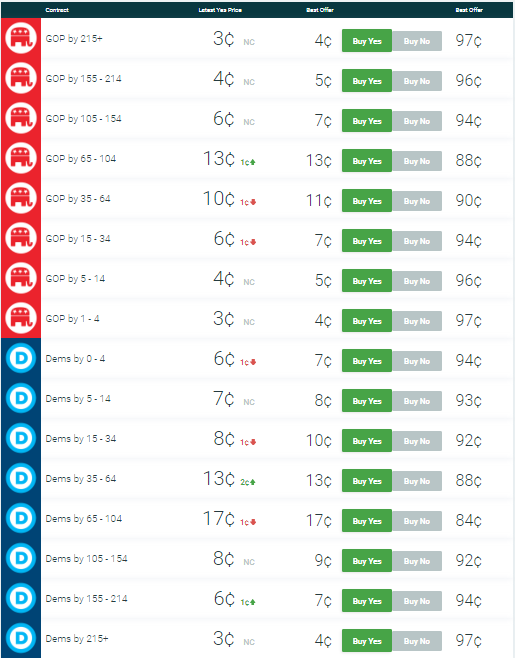 Contract Latest Yes Price Best Offer Best Offer
GOP by 215+ 3¢ NC 4¢ Buy Yes Buy No 97¢
GOP by 155 - 214 4¢ NC 5¢ Buy Yes Buy No 96¢
GOP by 105 - 154 6¢ NC 7¢ Buy Yes Buy No 94¢
GOP by 65 - 104 13¢ 1¢ 13¢ Buy Yes Buy No 88¢
GOP by 35 - 64 10¢ 1¢ 11¢ Buy Yes Buy No 90¢
GOP by 15 - 34 6¢ 1¢ 7¢ Buy Yes Buy No 94¢
GOP by 5 - 14 4¢ NC 5¢ Buy Yes Buy No 96¢
GOP by 1 - 4 3¢ NC 4¢ Buy Yes Buy No 97¢
D Dems by 0 - 4 6¢ 1¢ 7¢ Buy Yes Buy No 94¢
D Dems by 5 - 14 7¢ NC 8¢ Buy Yes Buy No 93¢
D Dems by 15 - 34 8¢ 1¢ 10¢ Buy Yes Buy No 92¢
D Dems by 35 - 64 13¢ 2¢ 13¢ Buy Yes Buy No 88¢
D Dems by 65 - 104 17¢ 1¢ 17¢ Buy Yes Buy No 84¢
D Dems by 105 - 154 8¢ NC 9¢ Buy Yes Buy No 92¢
D Dems by 155 - 214 6¢ 1¢ 7¢ Buy Yes Buy No 94¢
D Dems by 215+ 3¢ NC 4¢ Buy Yes Buy No 97¢